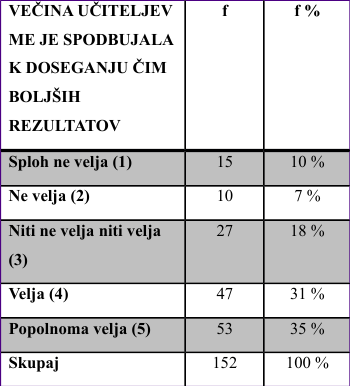 VEČINA UČITELJEV f f %
ME JE SPODBUJALA
K DOSEGANJU ČIM
BOLJŠIH
REZULTATOV
Sploh ne velja (1) 15 10 %
Ne velja (2) 10 7 %
Niti ne velja niti velja 27 18 %
(3)
Velja (4) 47 31 %
Popolnoma velja (5) 53 35 %
Skupaj 152 100 %